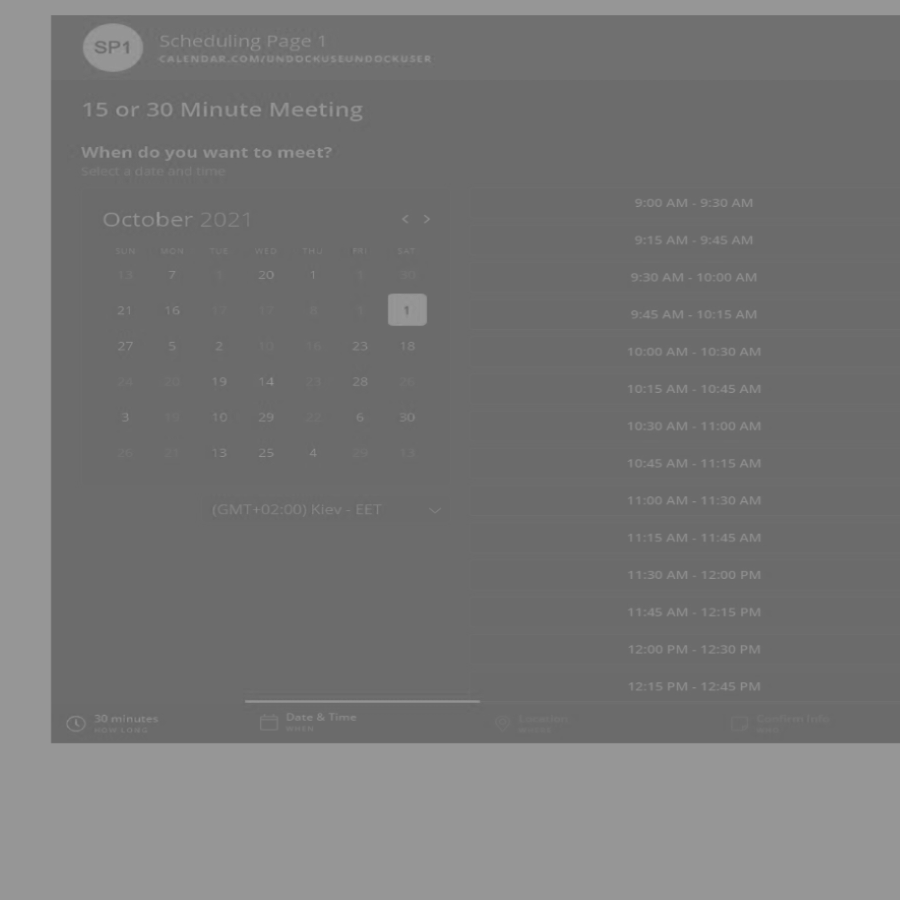 SP1
Scheduling Page 1
CALENDAR.COM/UNDOCKUSEUNDOCKUSER
15 or 30 Minute Meeting
When do you want to meet?
Select a date and time
October 2021 < >
SUN MON TUE WED THU FRI SAT
13 7 20 1 30
21 16 17 17 8 1
27 5 2 10 16 23 18
24 20 19 14 23 28
3 10 29 22 6 30
26 21 13 25 4 29 13
(GMT+02:00) Kiev - EET
9:00 AM - 9:30 AM
9:15 AM - 9:45 AM
9:30 AM - 10:00 AM
9:45 AM - 10:15 AM
10:00 AM - 10:30 AM
10:15 AM - 10:45 AM
10:30 AM - 11:00 AM
10:45 AM - 11:15 AM
11:00 AM - 11:30 AM
11:15 AM - 11:45 AM
11:30 AM - 12:00 PM
11:45 AM - 12:15 PM
12:00 PM - 12:30 PM
12:15 PM - 12:45 PM
30 minutes
HOW LONG
Date & Time
WHEN
Location
WHERE
Confirm Info
WHO